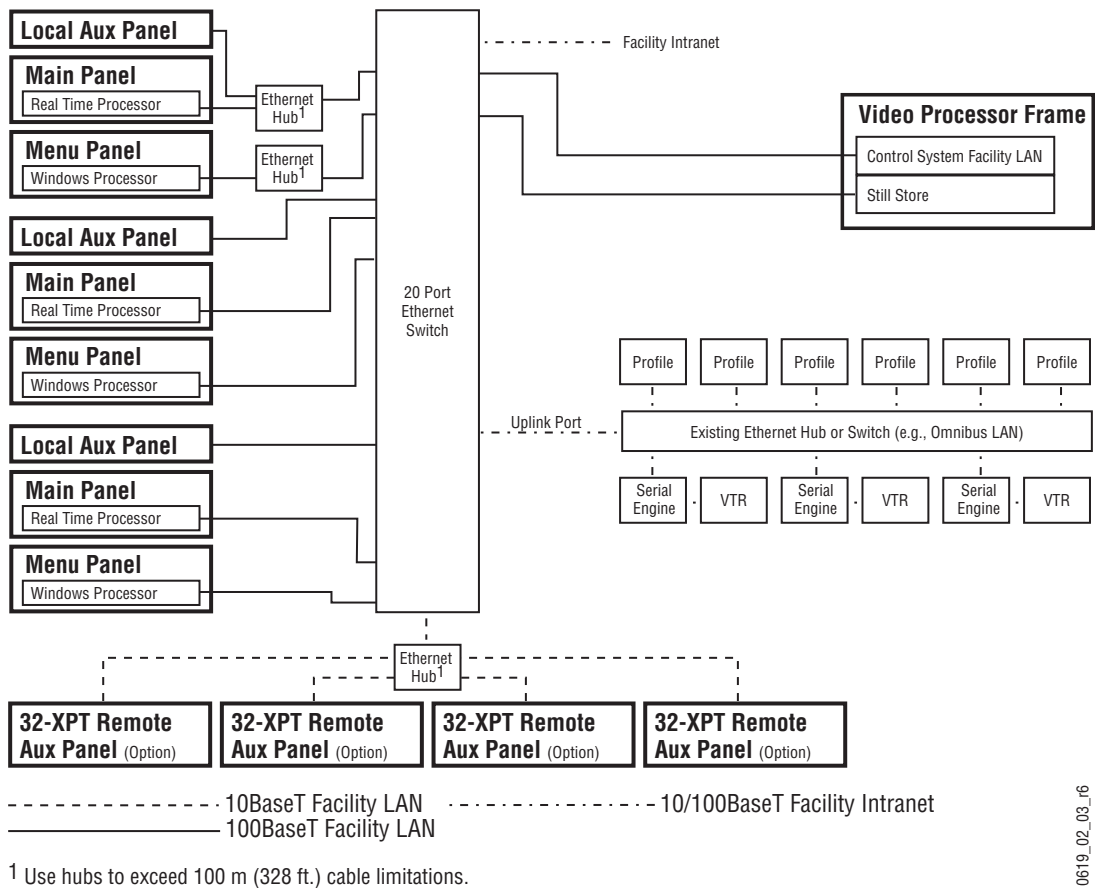 Local Aux Panel
Main Panel
Real Time Processor
Ethernet
Hub1
Menu Panel
Windows Processor
Ethernet
Hub1
Local Aux Panel
Main Panel
Real Time Processor
Menu Panel
Windows Processor
Local Aux Panel
Main Panel
Real Time Processor
Menu Panel
Windows Processor
20 Port
Ethernet
Switch
Facility Intranet
Video Processor Frame
Control System Facility LAN
Still Store
Profile
Profile
Profile
Profile
Profile
Profile
Uplink Port
Existing Ethernet Hub or Switch (e.g., Omnibus LAN)
Serial
Engine
VTR
Serial
Engine
VTR
Serial
Engine
VTR
Ethernet
Hub1
32-XPT Remote
Aux Panel (Option)
32-XPT Remote
Aux Panel (Option)
32-XPT Remote
Aux Panel (Option)
32-XPT Remote
Aux Panel (Option)
10BaseT Facility LAN
10/100BaseT Facility Intranet
100BaseT Facility LAN
1 Use hubs to exceed 100 m (328 ft.) cable limitations.
0619_02_03_r6